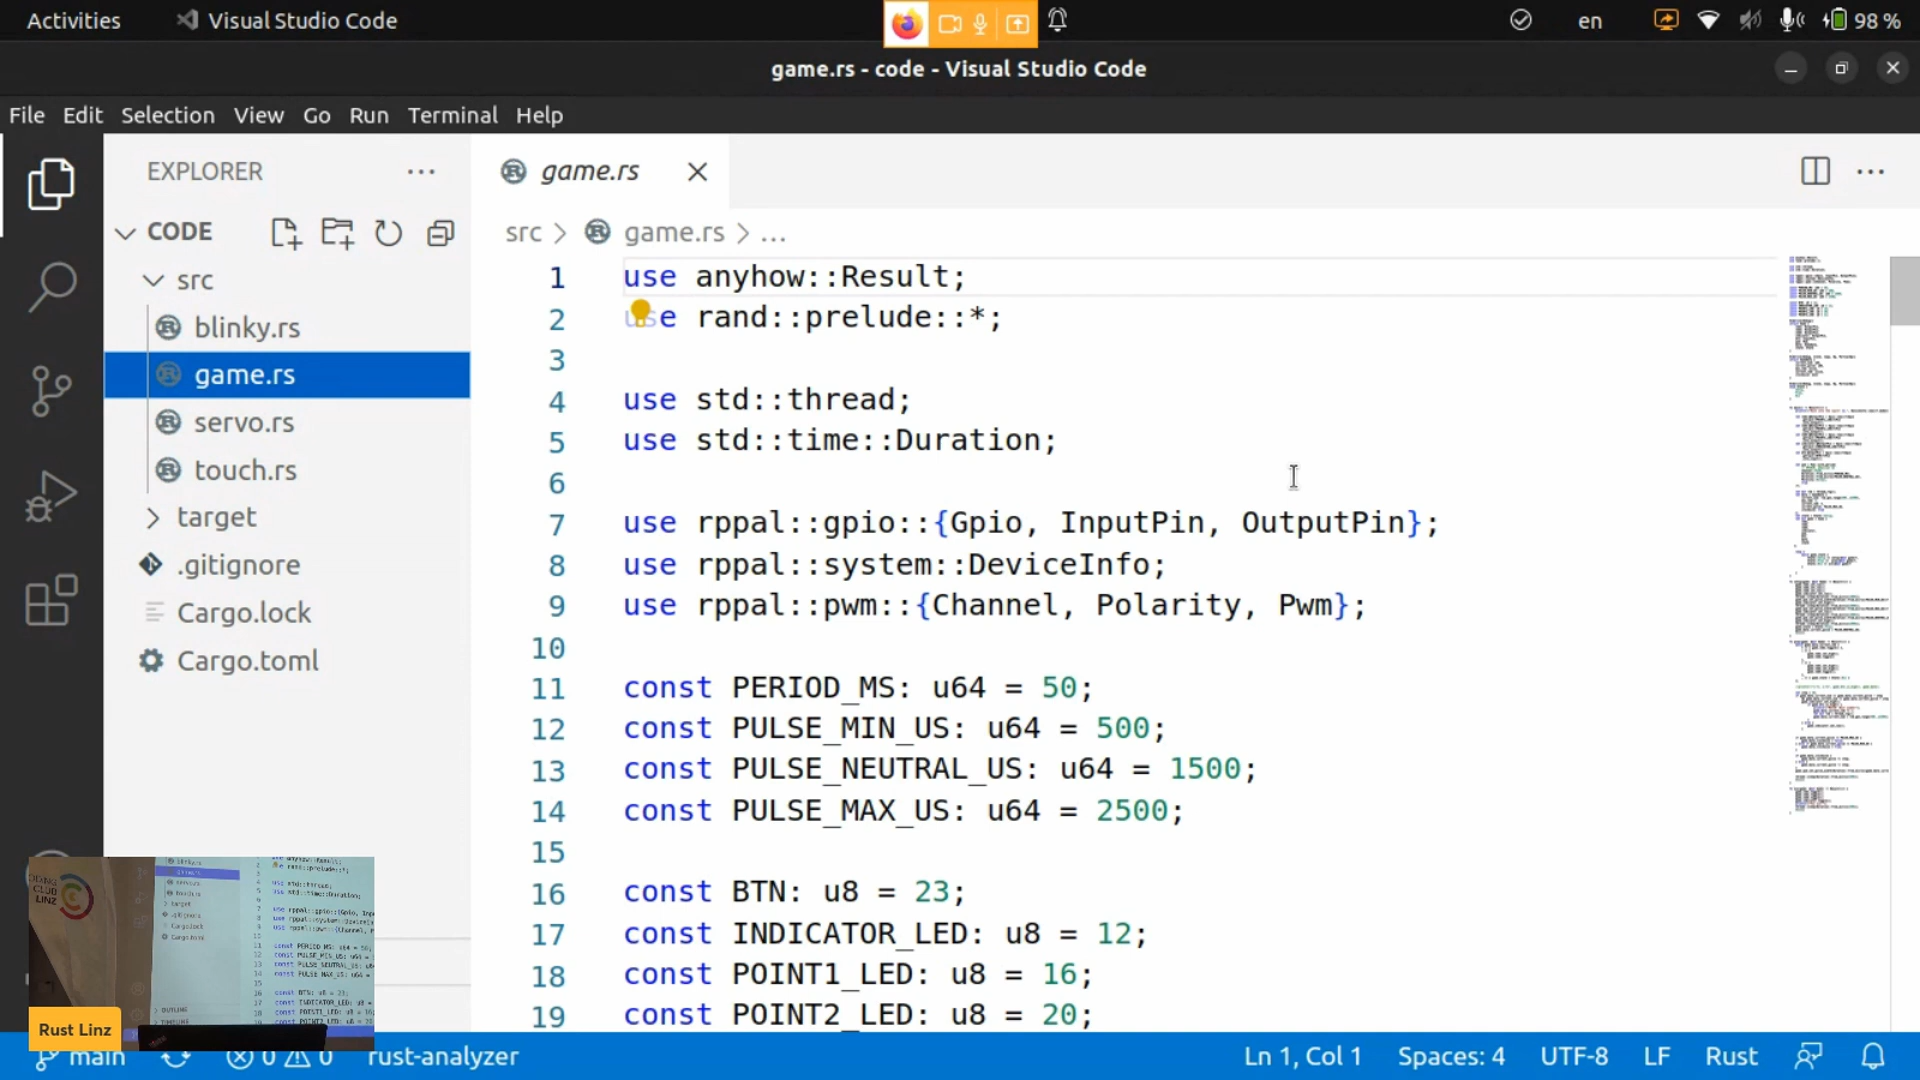 Activities
Visual Studio Code
en
98 %
game.rs - code - Visual Studio Code
File Edit Selection View Go Run Terminal Help
EXPLORER
game.rs
CODE
src > game.rs > ...
src
blinky.rs
game.rs
servo.rs
touch.rs
target
.gitignore
Cargo.lock
Cargo.toml
1 use anyhow::Result;
2 use rand::prelude::*;
3
4 use std::thread;
5 use std::time::Duration;
6
7 use rppal::gpio::{Gpio, InputPin, OutputPin};
8 use rppal::system::DeviceInfo;
9 use rppal::pwm::{Channel, Polarity, Pwm};
10
11 const PERIOD_MS: u64 = 50;
12 const PULSE_MIN_US: u64 = 500;
13 const PULSE_NEUTRAL_US: u64 = 1500;
14 const PULSE_MAX_US: u64 = 2500;
15
16 const BTN: u8 = 23;
17 const INDICATOR_LED: u8 = 12;
18 const POINT1_LED: u8 = 16;
19 const POINT2_LED: u8 = 20;
CLUB
LINZ
Rust Linz
main
0
0
rust-analyzer
Ln 1, Col 1
Spaces: 4
UTF-8
LF
Rust